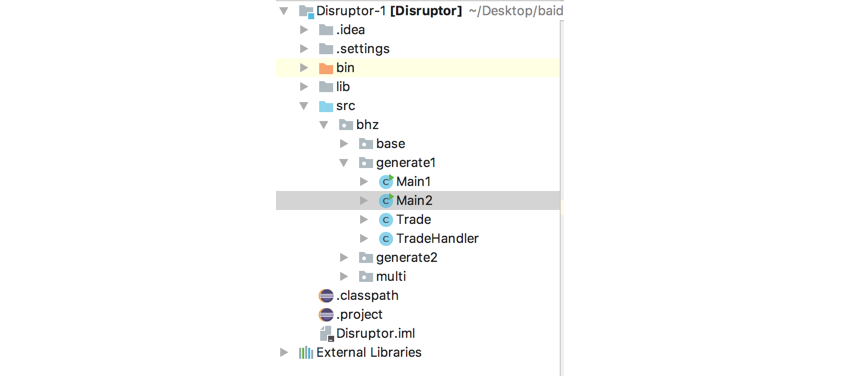 Disruptor-1 [Disruptor] ~/Desktop/baid
.idea
.settings
bin
lib
src
bhz
base
generate1
Main1
Main2
Trade
TradeHandler
generate2
multi
.classpath
.project
Disruptor.iml
External Libraries